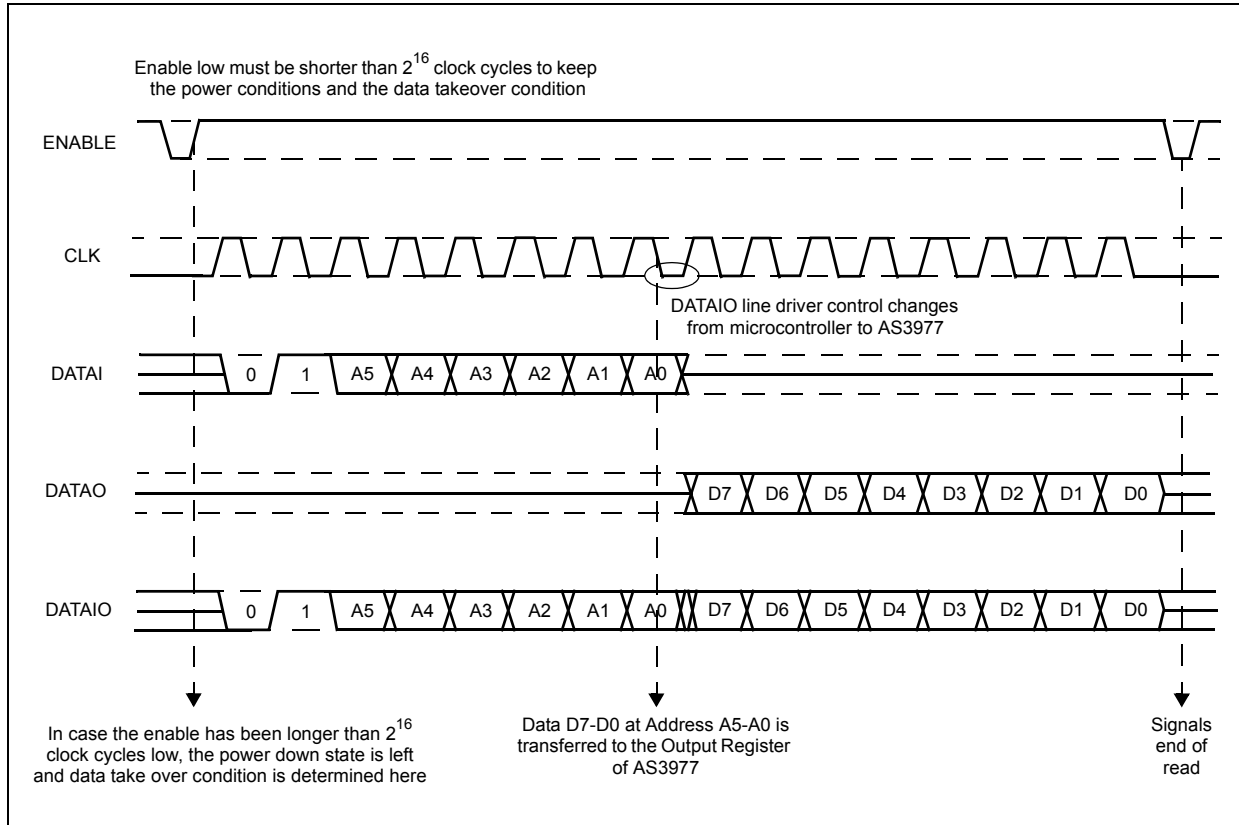 Enable low must be shorter than 2^16 clock cycles to keep
the power conditions and the data takeover condition
ENABLE
CLK
DATAIO line driver control changes
from microcontroller to AS3977
DATAI
0 1 A5 A4 A3 A2 A1 A0
DATAO
D7 D6 D5 D4 D3 D2 D1 D0
DATAIO
0 1 A5 A4 A3 A2 A1 A0 D7 D6 D5 D4 D3 D2 D1 D0
In case the enable has been longer than 2^16
clock cycles low, the power down state is left
and data take over condition is determined here
Data D7-D0 at Address A5-A0 is
transferred to the Output Register
of AS3977
Signals
end of
read